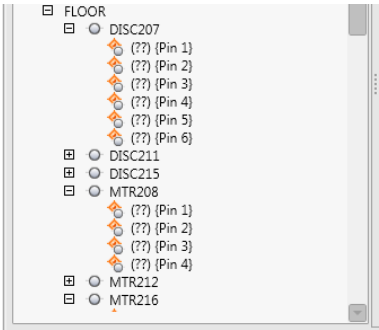 FLOOR
DISC207
(??) {Pin 1}
(??) {Pin 2}
(??) {Pin 3}
(??) {Pin 4}
(??) {Pin 5}
(??) {Pin 6}
DISC211
DISC215
MTR208
(??) {Pin 1}
(??) {Pin 2}
(??) {Pin 3}
(??) {Pin 4}
MTR212
MTR216